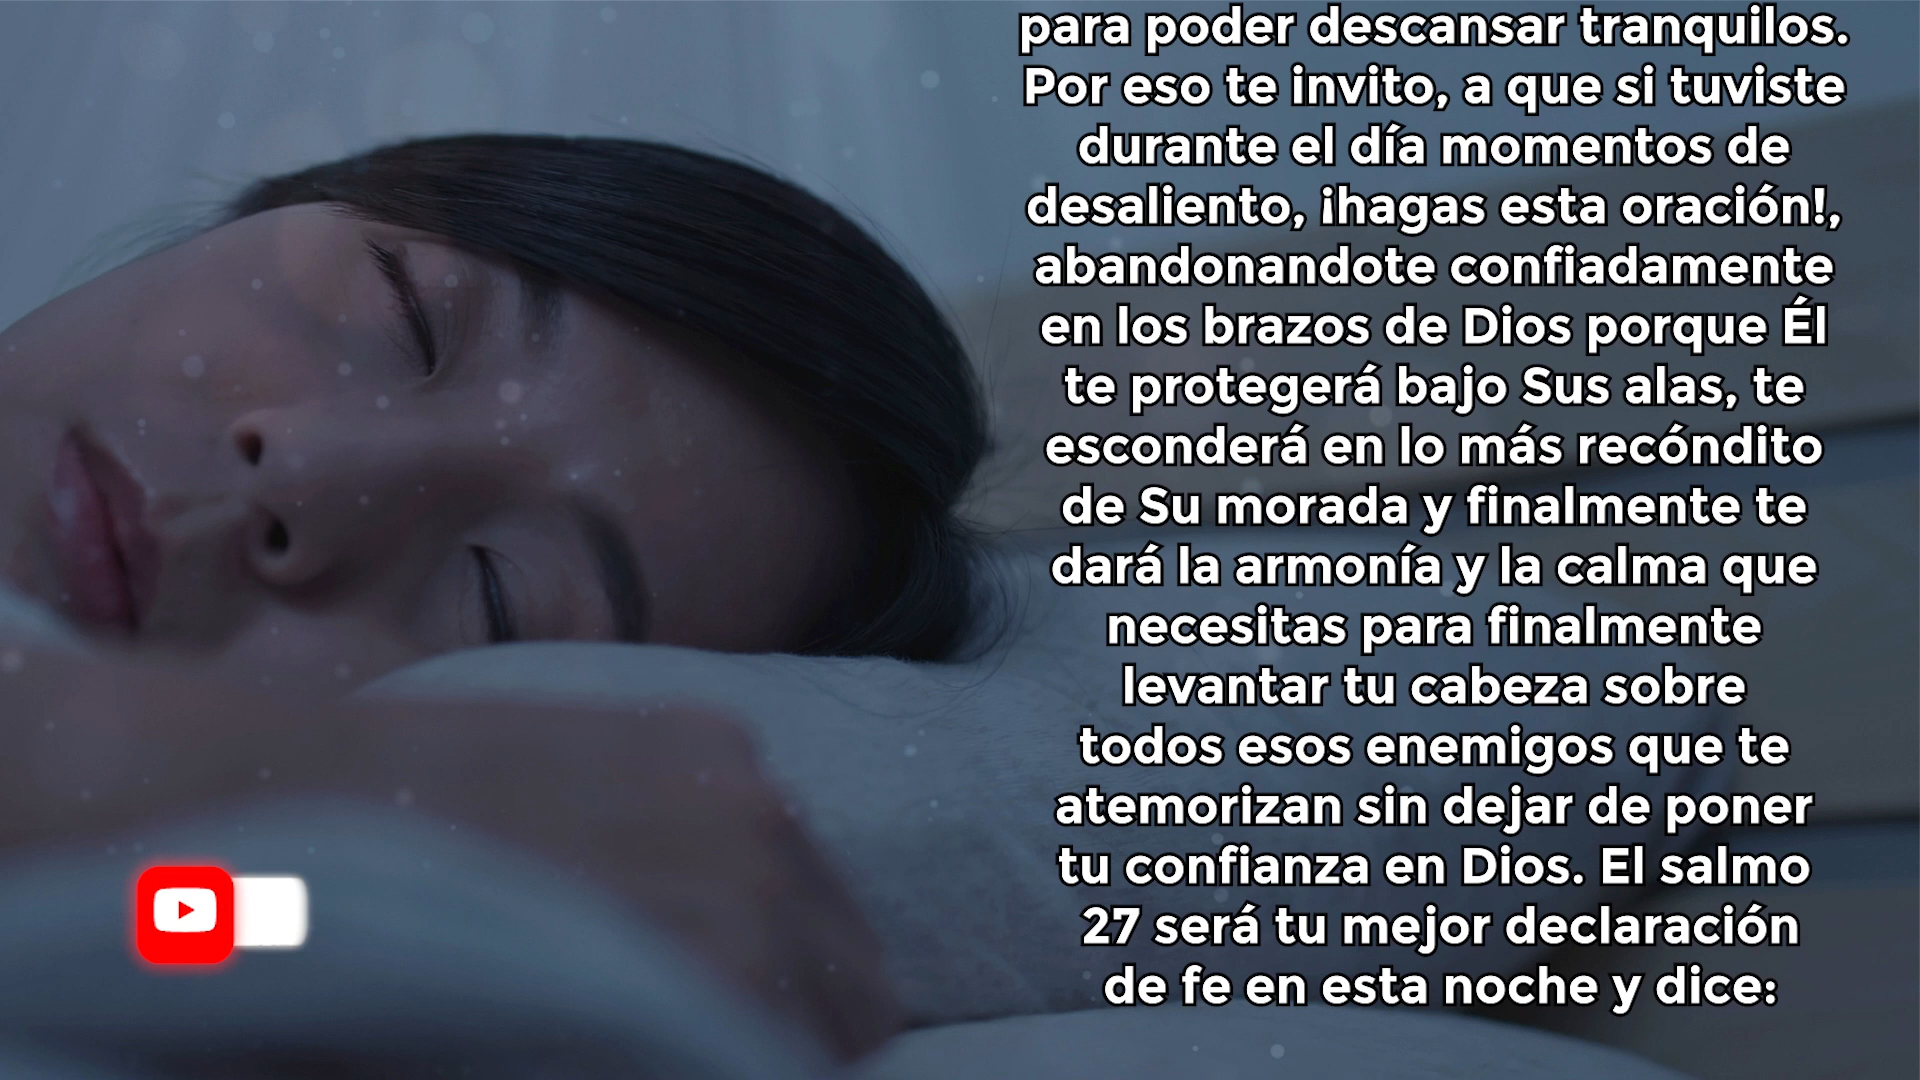 para poder descansar tranquilos.
Por eso te invito, a que si tuviste
durante el día momentos de
desaliento, ¡hagas esta oración!,
abandonandote confiadamente
en los brazos de Dios porque Él
te protegerá bajo Sus alas, te
esconderá en lo más recóndito
de Su morada y finalmente te
dará la armonía y la calma que
necesitas para finalmente
levantar tu cabeza sobre
todos esos enemigos que te
atemorizan sin dejar de poner
tu confianza en Dios. El salmo
27 será tu mejor declaración
de fe en esta noche y dice: